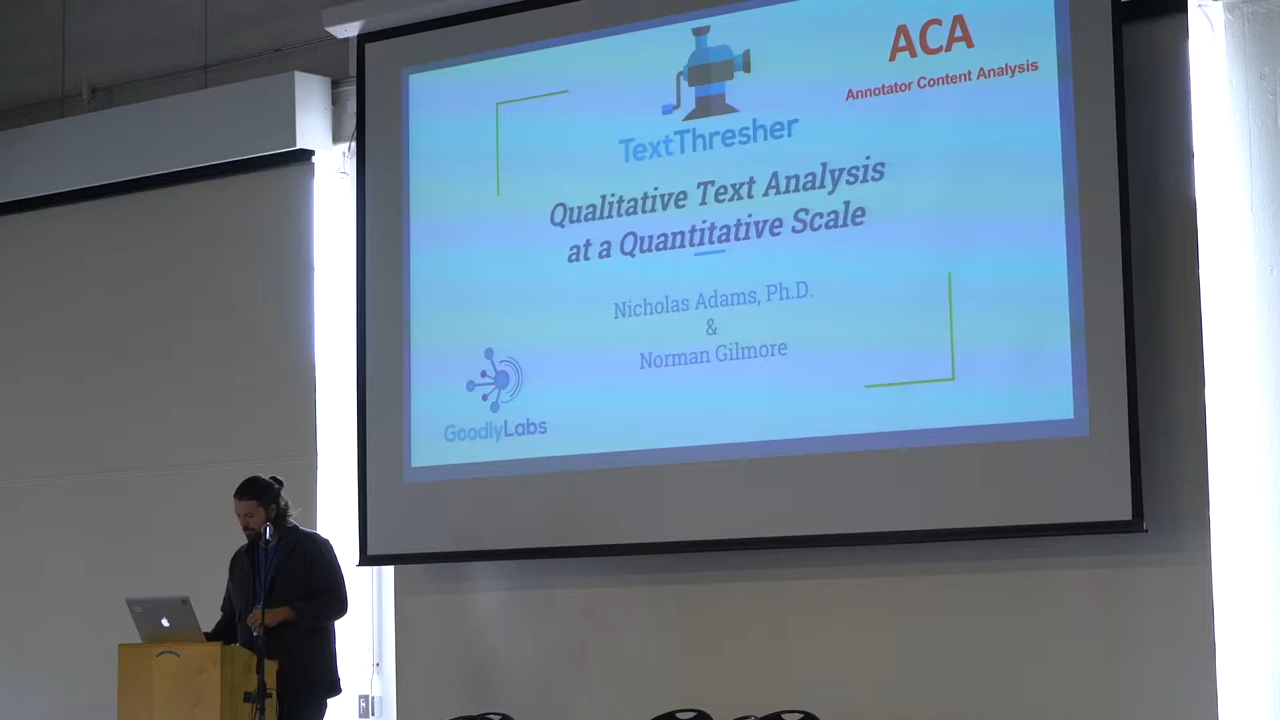 ACA
Annotator Content Analysis
TextThresher
Qualitative Text Analysis
at a Quantitative Scale
Nicholas Adams, Ph.D.
&
Norman Gilmore
GoodlyLabs